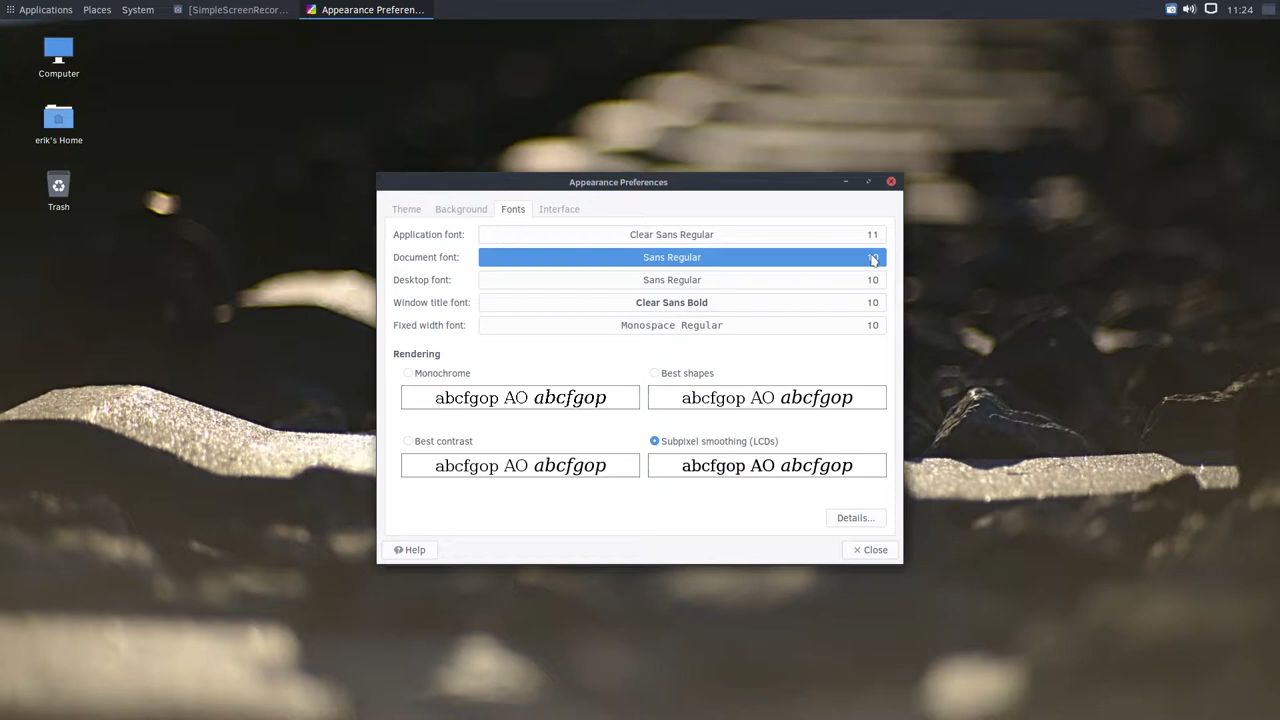 Applications Places System [SimpleScreenRecor... Appearance Preferen... 11:24
Computer
erik's Home
Trash
Appearance Preferences
Theme Background Fonts Interface
Application font: Clear Sans Regular 11
Document font: Sans Regular
Desktop font: Sans Regular 10
Window title font: Clear Sans Bold 10
Fixed width font: Monospace Regular 10
Rendering
Monochrome Best shapes
abcfgop AO abcfgop abcfgop AO abcfgop
Best contrast Subpixel smoothing (LCDs)
abcfgop AO abcfgop abcfgop AO abcfgop
Details...
Help Close